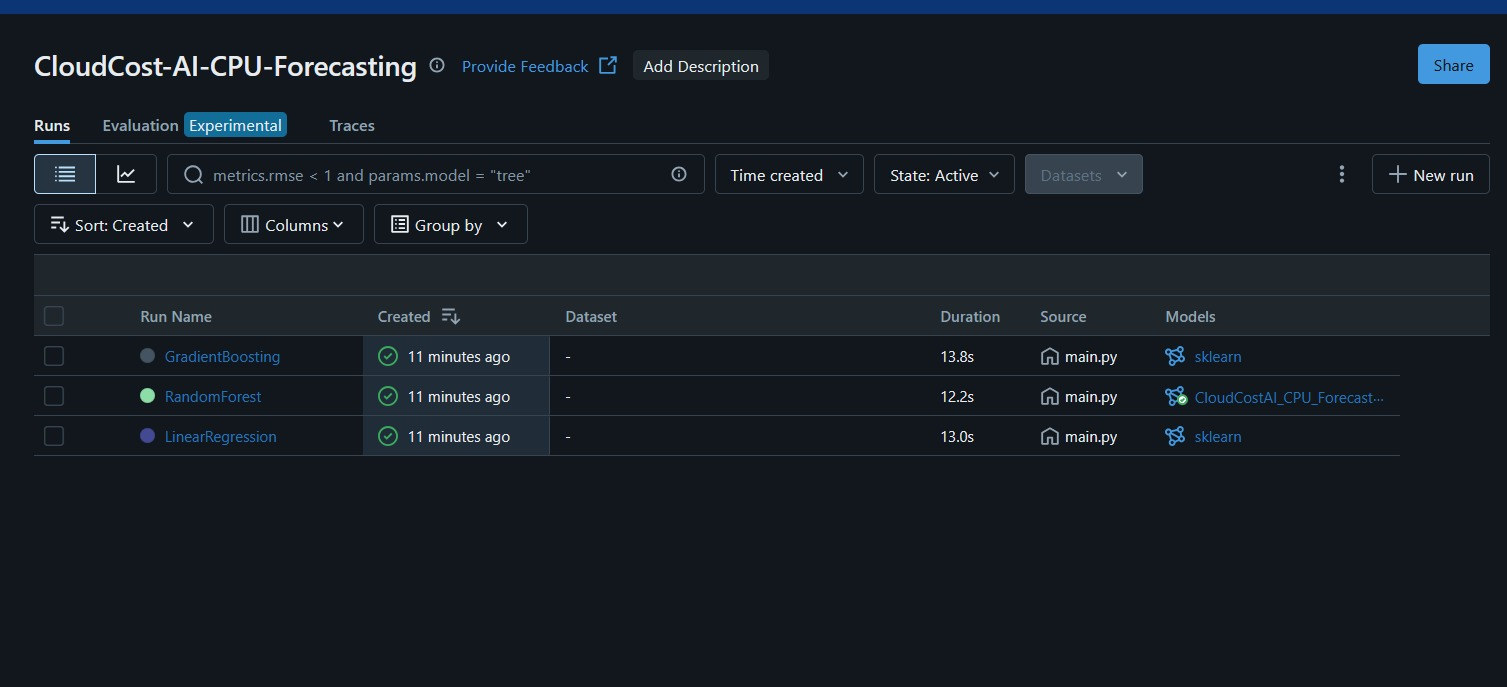 CloudCost-AI-CPU-Forecasting Provide Feedback Add Description Share
Runs Evaluation Experimental Traces
metrics.rmse < 1 and params.model = "tree" Time created State: Active Datasets New run
Sort: Created Columns Group by
Run Name Created Dataset Duration Source Models
GradientBoosting 11 minutes ago - 13.8s main.py sklearn
RandomForest 11 minutes ago - 12.2s main.py CloudCostAI_CPU_Forecast...
LinearRegression 11 minutes ago - 13.0s main.py sklearn